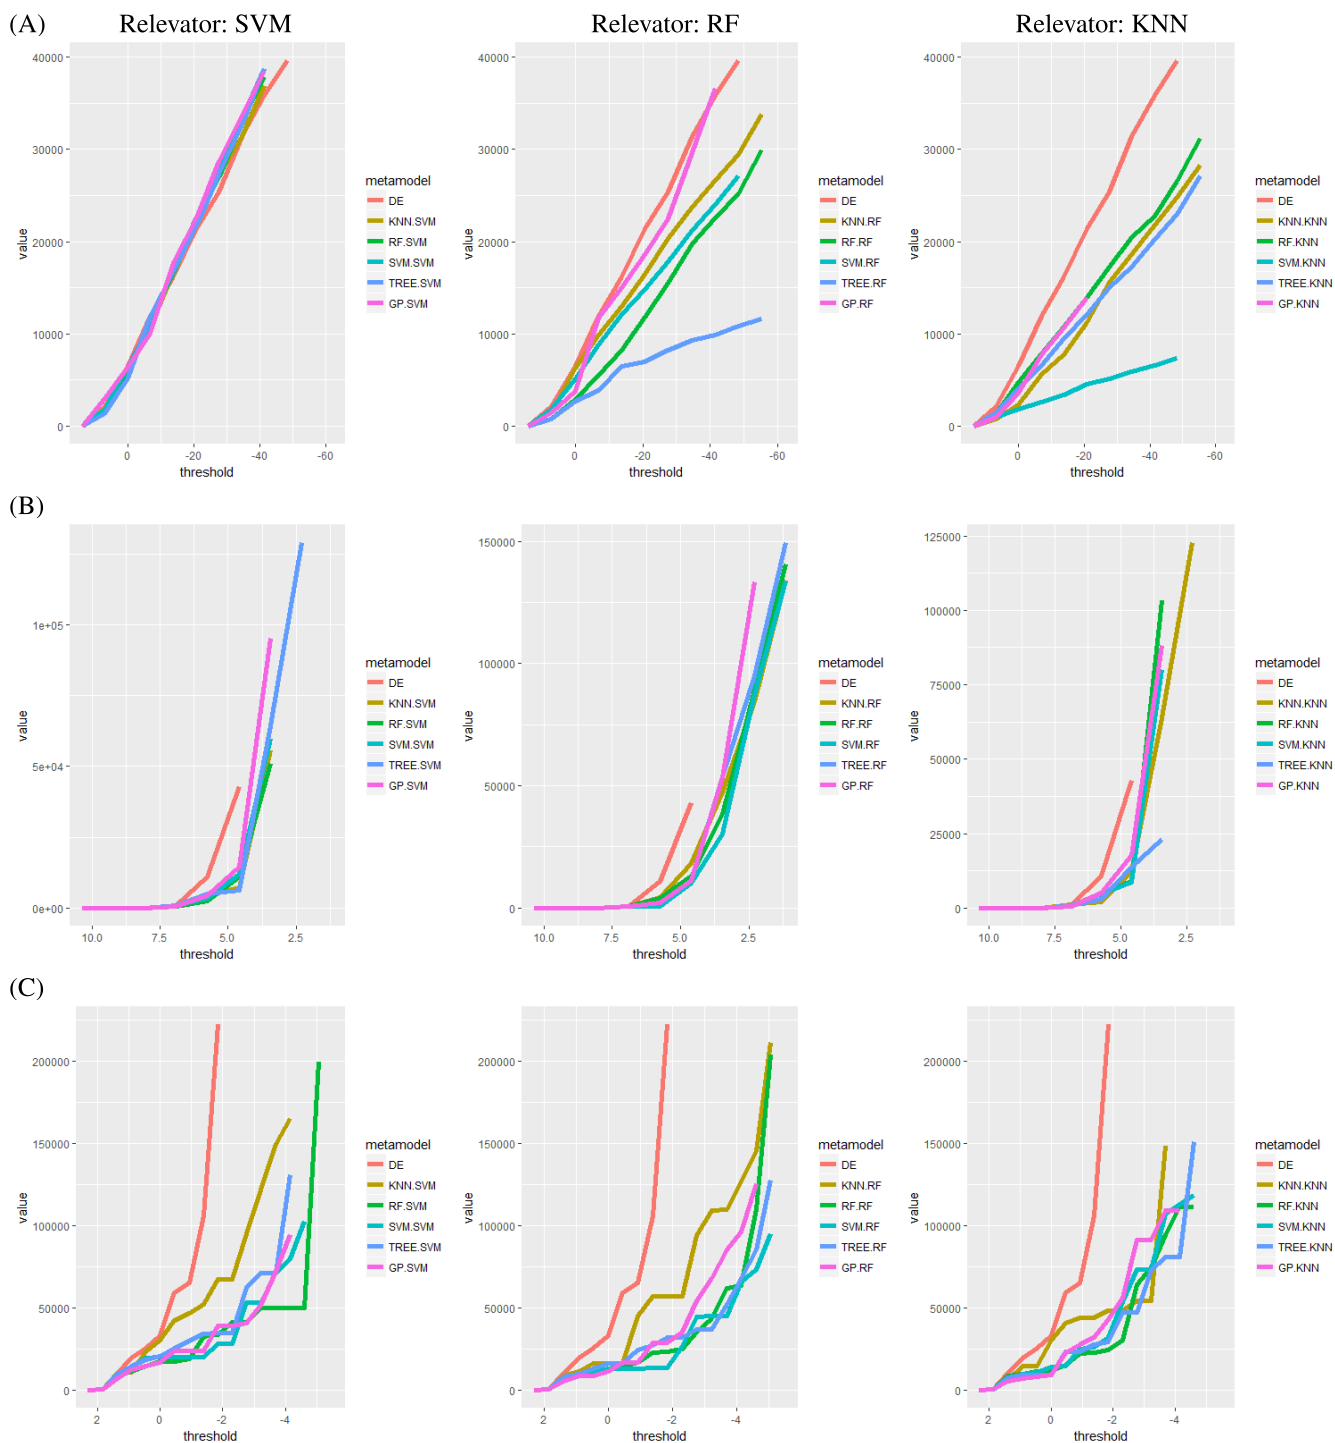 (A) Relevator: SVM Relevator: RF Relevator: KNN
40000
30000
20000
10000
0
value
0 -20 -40 -60
threshold
metamodel
DE
KNN.SVM
RF.SVM
SVM.SVM
TREE.SVM
GP.SVM
40000
30000
20000
10000
0
value
0 -20 -40 -60
threshold
metamodel
DE
KNN.RF
RF.RF
SVM.RF
TREE.RF
GP.RF
40000
30000
20000
10000
0
value
0 -20 -40 -60
threshold
metamodel
DE
KNN.KNN
RF.KNN
SVM.KNN
TREE.KNN
GP.KNN
(B)
1e+05
5e+04
0e+00
value
10.0 7.5 5.0 2.5
threshold
metamodel
DE
KNN.SVM
RF.SVM
SVM.SVM
TREE.SVM
GP.SVM
150000
100000
50000
0
value
10.0 7.5 5.0 2.5
threshold
metamodel
DE
KNN.RF
RF.RF
SVM.RF
TREE.RF
GP.RF
125000
100000
75000
50000
25000
0
value
10.0 7.5 5.0 2.5
threshold
metamodel
DE
KNN.KNN
RF.KNN
SVM.KNN
TREE.KNN
GP.KNN
(C)
200000
150000
100000
50000
0
value
2 0 -2 -4
threshold
metamodel
DE
KNN.SVM
RF.SVM
SVM.SVM
TREE.SVM
GP.SVM
200000
150000
100000
50000
0
value
2 0 -2 -4
threshold
metamodel
DE
KNN.RF
RF.RF
SVM.RF
TREE.RF
GP.RF
200000
150000
100000
50000
0
value
2 0 -2 -4
threshold
metamodel
DE
KNN.KNN
RF.KNN
SVM.KNN
TREE.KNN
GP.KNN